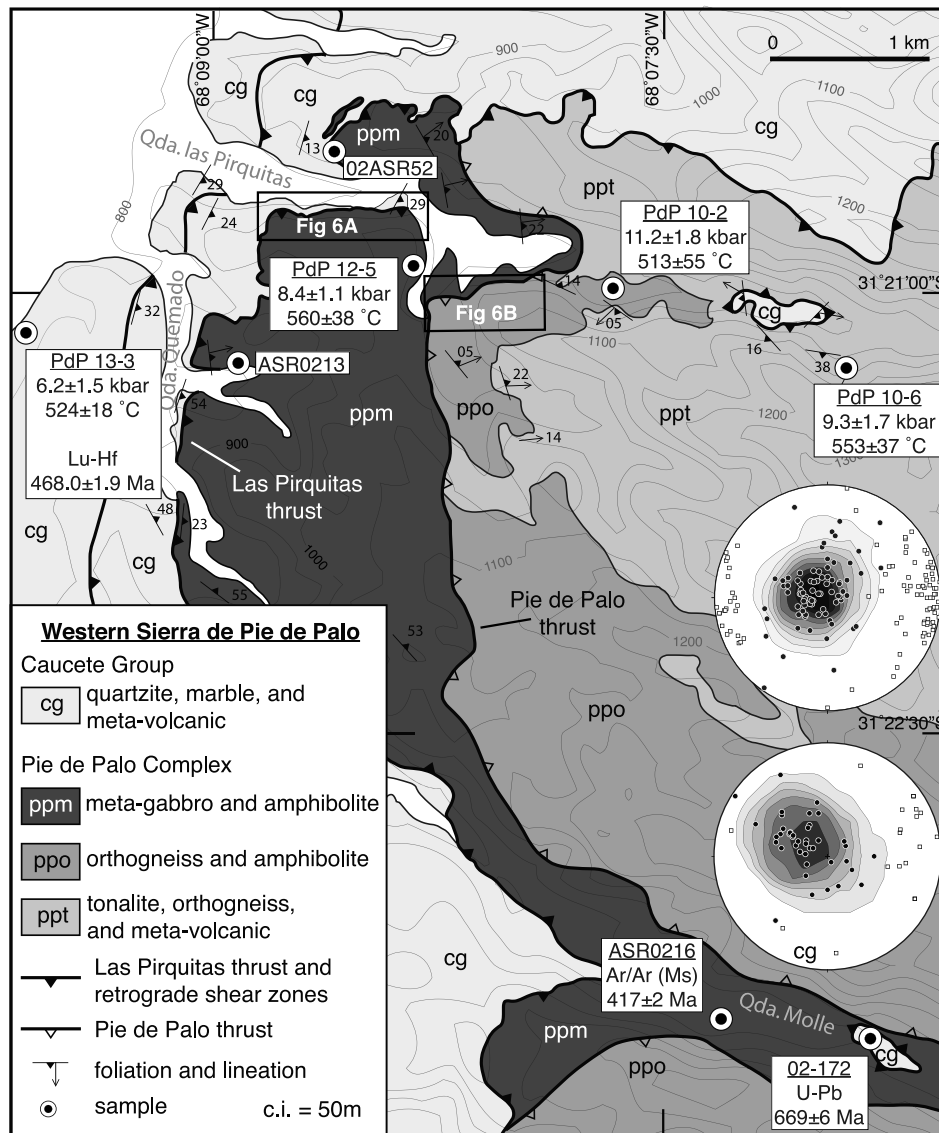 68°09'00"W
68°07'30"W
0 1 km
900
1000
1100
cg
cg
cg
ppm
20
13
Qda. las Pirquitas
02ASR52
ppt
1200
800
29
24
29
Fig 6A
22
PdP 10-2
11.2±1.8 kbar
513±55 °C
PdP 12-5
8.4±1.1 kbar
560±38 °C
14
31°21'00"S
Fig 6B
05
1100
cg
16
38
32
Qda. Quemado
PdP 13-3
6.2±1.5 kbar
524±18 °C
Lu-Hf
468.0±1.9 Ma
ASR0213
05
22
ppm
ppo
ppt
1200
PdP 10-6
9.3±1.7 kbar
553±37 °C
54
14
900
1300
Las Pirquitas
thrust
48
23
cg
cg
1000
1100
55
Pie de Palo
thrust
53
1200
ppo
31°22'30"S
Western Sierra de Pie de Palo
Caucete Group
cg quartzite, marble, and
meta-volcanic
Pie de Palo Complex
ppm meta-gabbro and amphibolite
ppo orthogneiss and amphibolite
ppt tonalite, orthogneiss,
and meta-volcanic
Las Pirquitas thrust and
retrograde shear zones
Pie de Palo thrust
foliation and lineation
sample c.i. = 50m
cg
cg
ASR0216
Ar/Ar (Ms)
417±2 Ma
Qda. Molle
ppm
ppo
cg
02-172
U-Pb
669±6 Ma